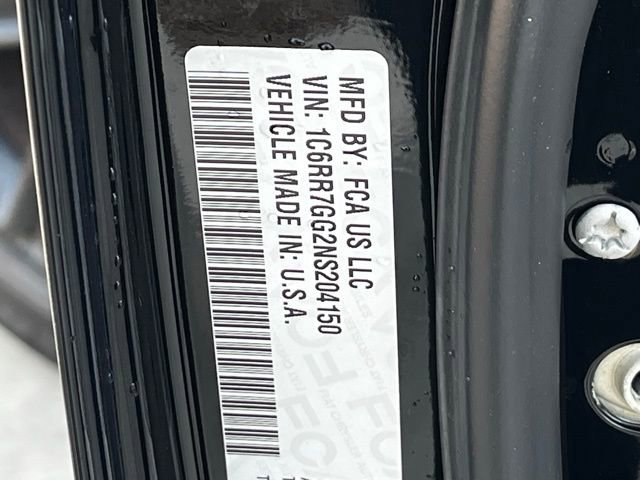 MFD BY: FCA US LLC
VIN: 1C6RR7GG2NS204150
VEHICLE MADE IN: U.S.A.